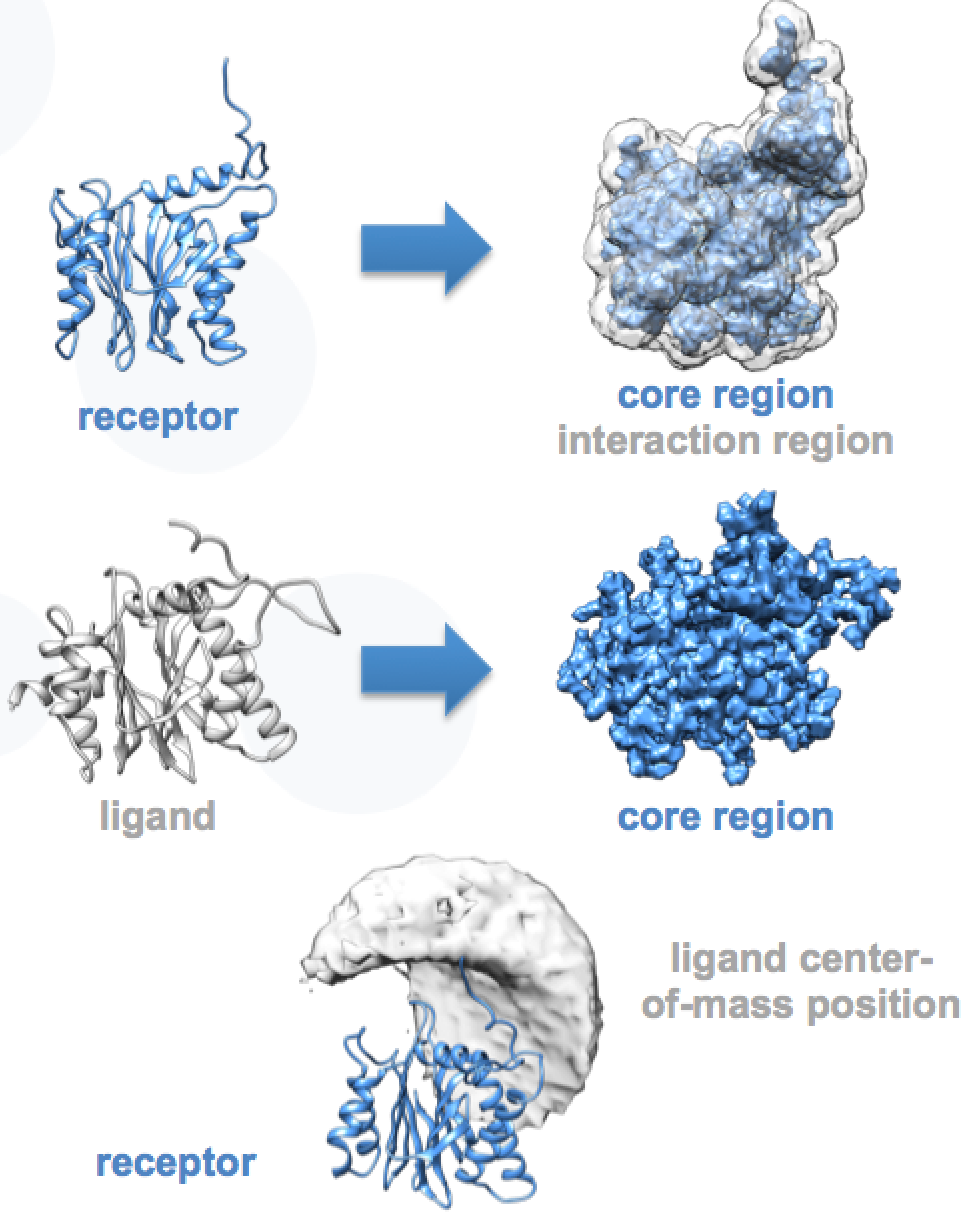 receptor
core region
interaction region
ligand
core region
ligand center-
of-mass position
receptor